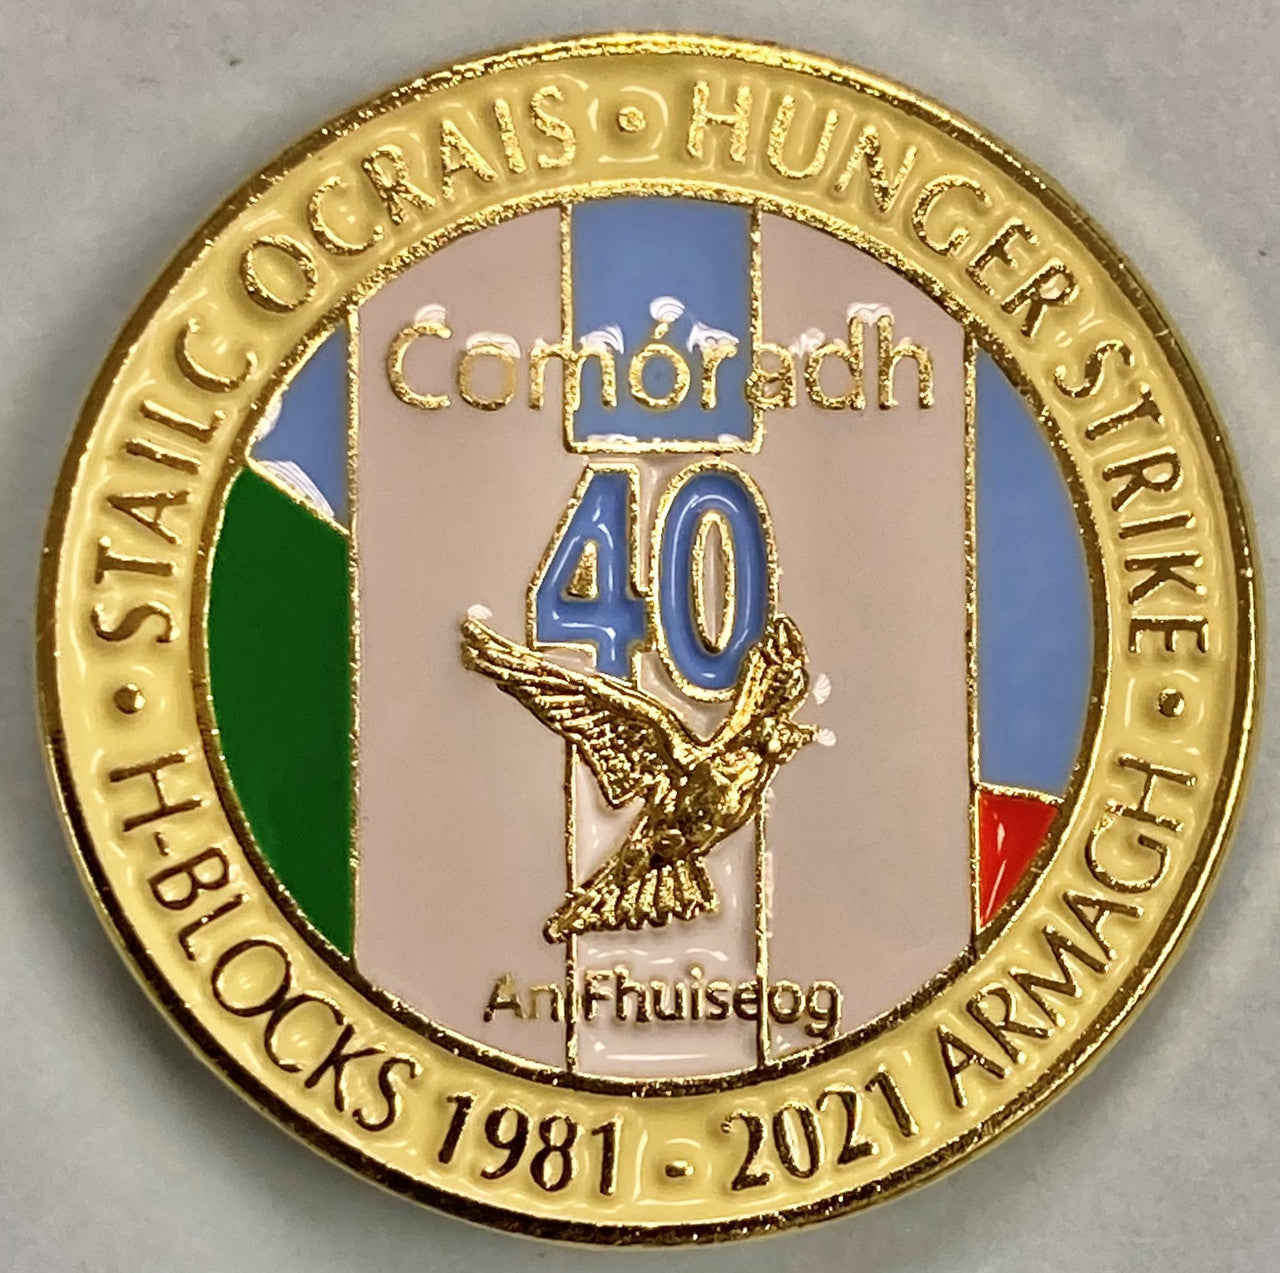 • STAILC OCRAIS • HUNGER STRIKE •
H-BLOCKS 1981 • 2021 ARMAGH
Comóradh
40
An Fhuiseog